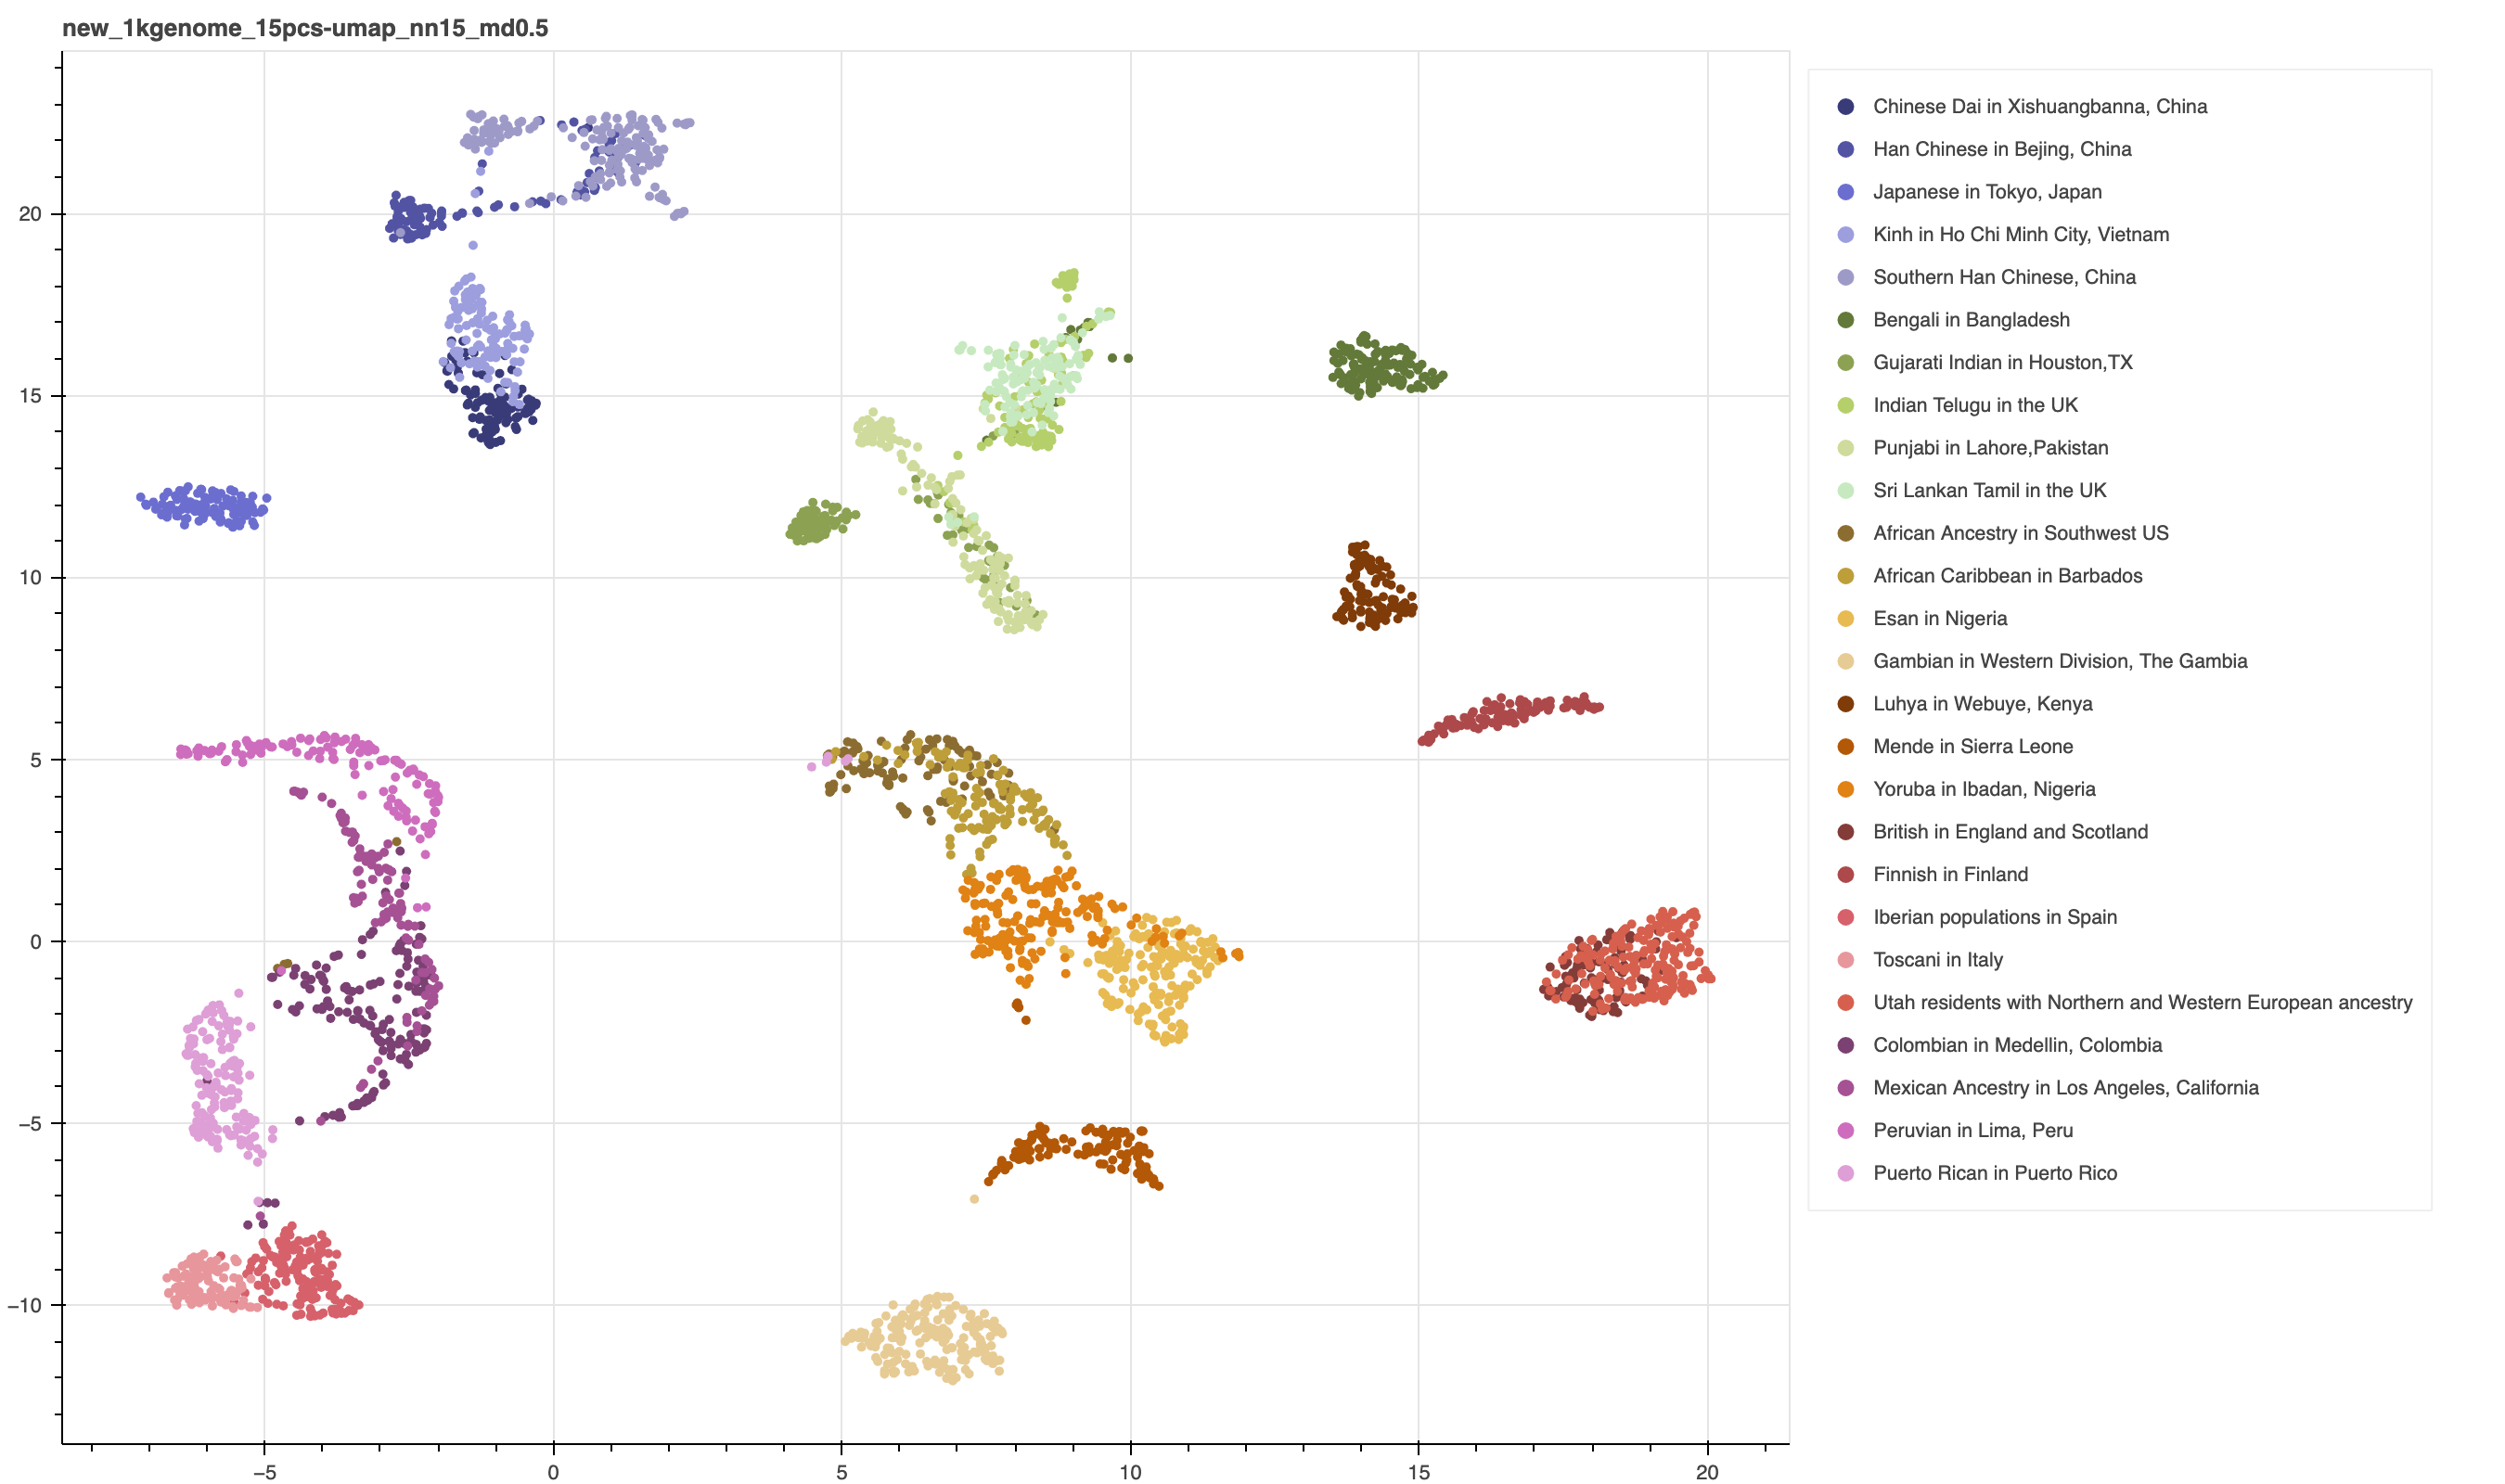 new_1kgenome_15pcs-umap_nn15_md0.5
20
15
10
5
0
−5
−10
−5
0
5
10
15
20
Chinese Dai in Xishuangbanna, China
Han Chinese in Bejing, China
Japanese in Tokyo, Japan
Kinh in Ho Chi Minh City, Vietnam
Southern Han Chinese, China
Bengali in Bangladesh
Gujarati Indian in Houston,TX
Indian Telugu in the UK
Punjabi in Lahore,Pakistan
Sri Lankan Tamil in the UK
African Ancestry in Southwest US
African Caribbean in Barbados
Esan in Nigeria
Gambian in Western Division, The Gambia
Luhya in Webuye, Kenya
Mende in Sierra Leone
Yoruba in Ibadan, Nigeria
British in England and Scotland
Finnish in Finland
Iberian populations in Spain
Toscani in Italy
Utah residents with Northern and Western European ancestry
Colombian in Medellin, Colombia
Mexican Ancestry in Los Angeles, California
Peruvian in Lima, Peru
Puerto Rican in Puerto Rico